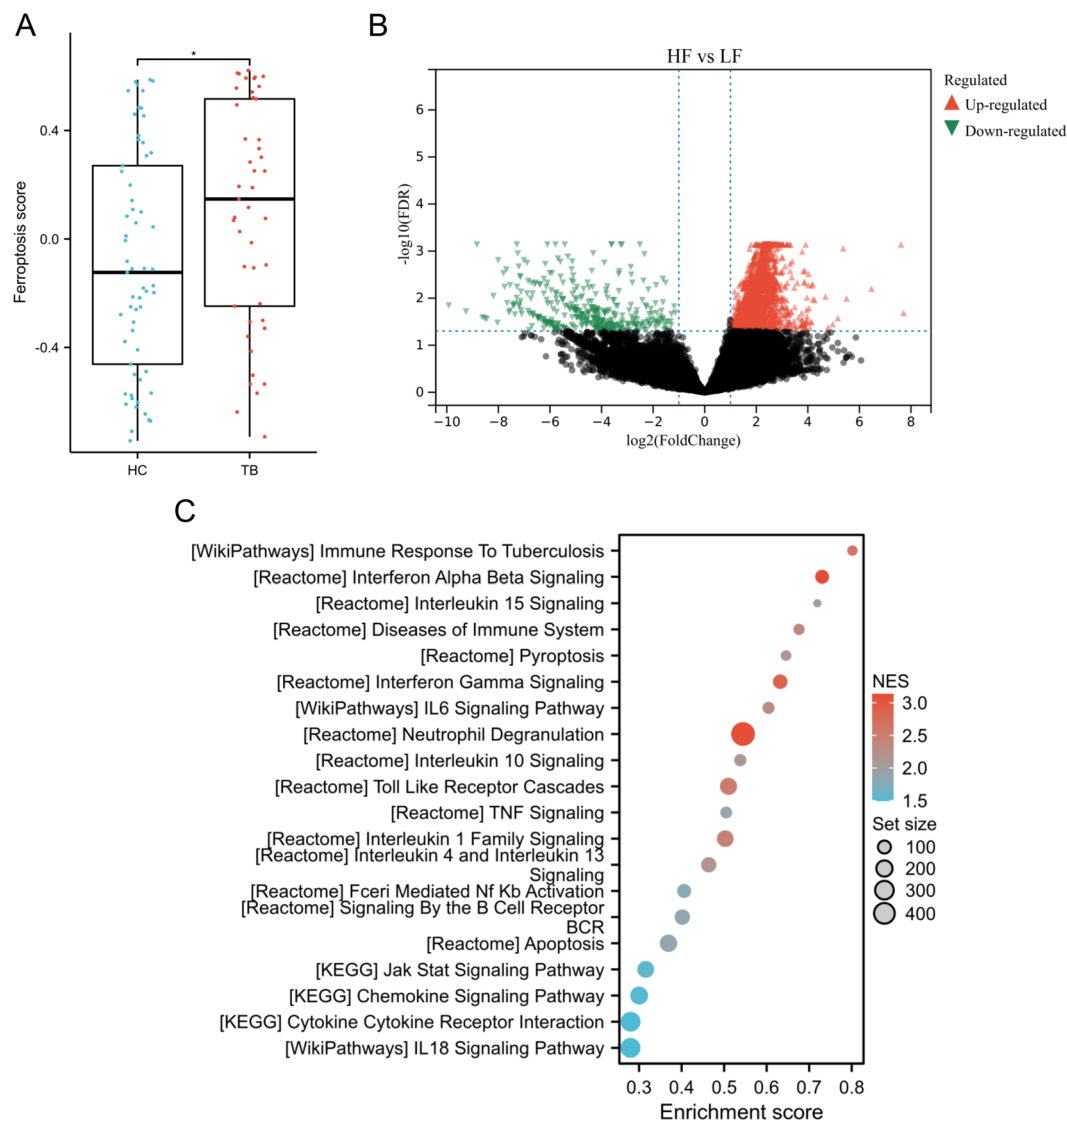 A
*
0.4
0.0
-0.4
Ferroptosis score
HC
TB
B
HF vs LF
6
5
4
3
2
1
0
-log10(FDR)
−10
−8
−6
−4
−2
0
2
4
6
8
log2(FoldChange)
Regulated
Up-regulated
Down-regulated
C
[WikiPathways] Immune Response To Tuberculosis
[Reactome] Interferon Alpha Beta Signaling
[Reactome] Interleukin 15 Signaling
[Reactome] Diseases of Immune System
[Reactome] Pyroptosis
[Reactome] Interferon Gamma Signaling
[WikiPathways] IL6 Signaling Pathway
[Reactome] Neutrophil Degranulation
[Reactome] Interleukin 10 Signaling
[Reactome] Toll Like Receptor Cascades
[Reactome] TNF Signaling
[Reactome] Interleukin 1 Family Signaling
[Reactome] Interleukin 4 and Interleukin 13
Signaling
[Reactome] Fceri Mediated Nf Kb Activation
[Reactome] Signaling By the B Cell Receptor
BCR
[Reactome] Apoptosis
[KEGG] Jak Stat Signaling Pathway
[KEGG] Chemokine Signaling Pathway
[KEGG] Cytokine Cytokine Receptor Interaction
[WikiPathways] IL18 Signaling Pathway
0.3
0.4
0.5
0.6
0.7
0.8
Enrichment score
NES
3.0
2.5
2.0
1.5
Set size
100
200
300
400